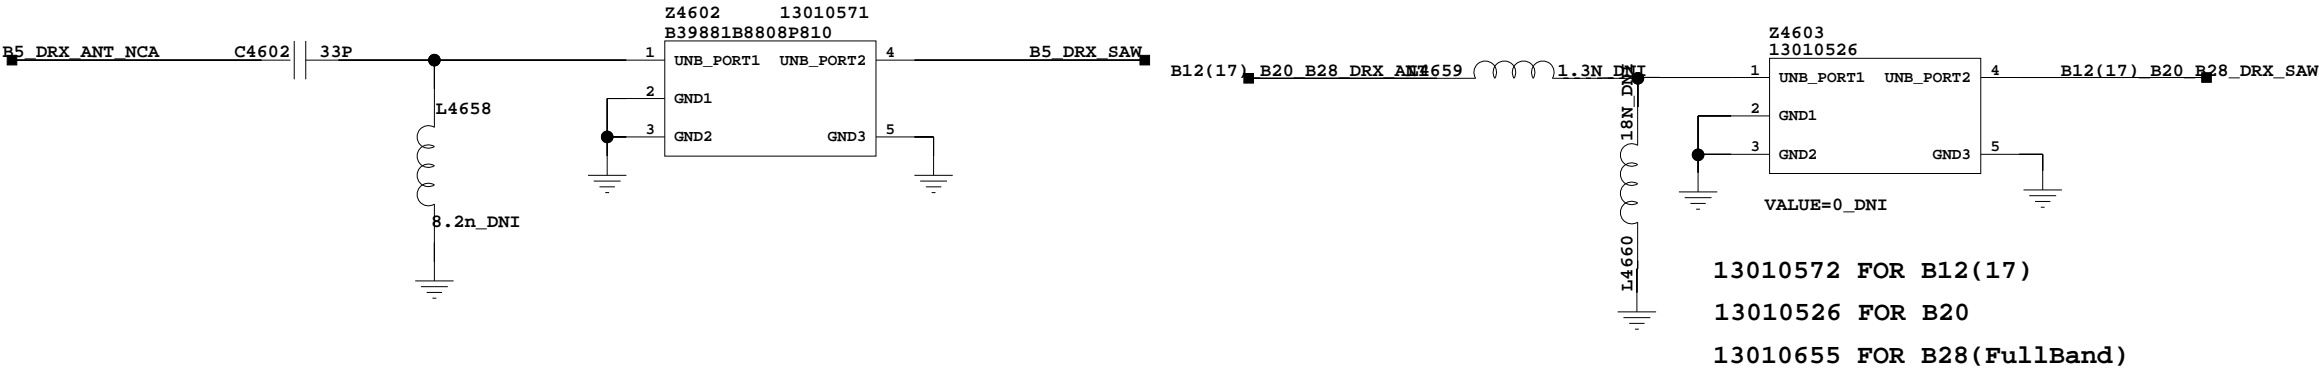 Z4602 13010571
B39881B8808P810
B5_DRX_ANT_NCA
C4602
33P
1
UNB_PORT1
UNB_PORT2
4
B5_DRX_SAW
2
GND1
3
GND2
GND3
5
L4658
8.2n_DNI
Z4603
13010526
B12(17)_B20_B28_DRX_ANT
L4659
1.3N_DNI
18N_DNI
L4660
1
UNB_PORT1
UNB_PORT2
4
B12(17)_B20_B28_DRX_SAW
2
GND1
3
GND2
GND3
5
VALUE=0_DNI
13010572 FOR B12(17)
13010526 FOR B20
13010655 FOR B28(FullBand)